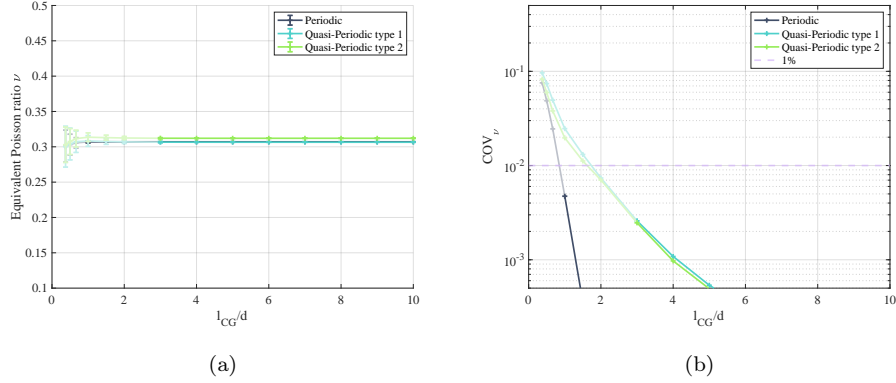 0.5
0.45
0.4
0.35
0.3
0.25
0.2
0.15
0.1
Equivalent Poisson ratio ν
0 2 4 6 8 10
l_CG/d
Periodic
Quasi-Periodic type 1
Quasi-Periodic type 2
(a)
10^-1
10^-2
10^-3
COV_ν
0 2 4 6 8 10
l_CG/d
Periodic
Quasi-Periodic type 1
Quasi-Periodic type 2
1%
(b)